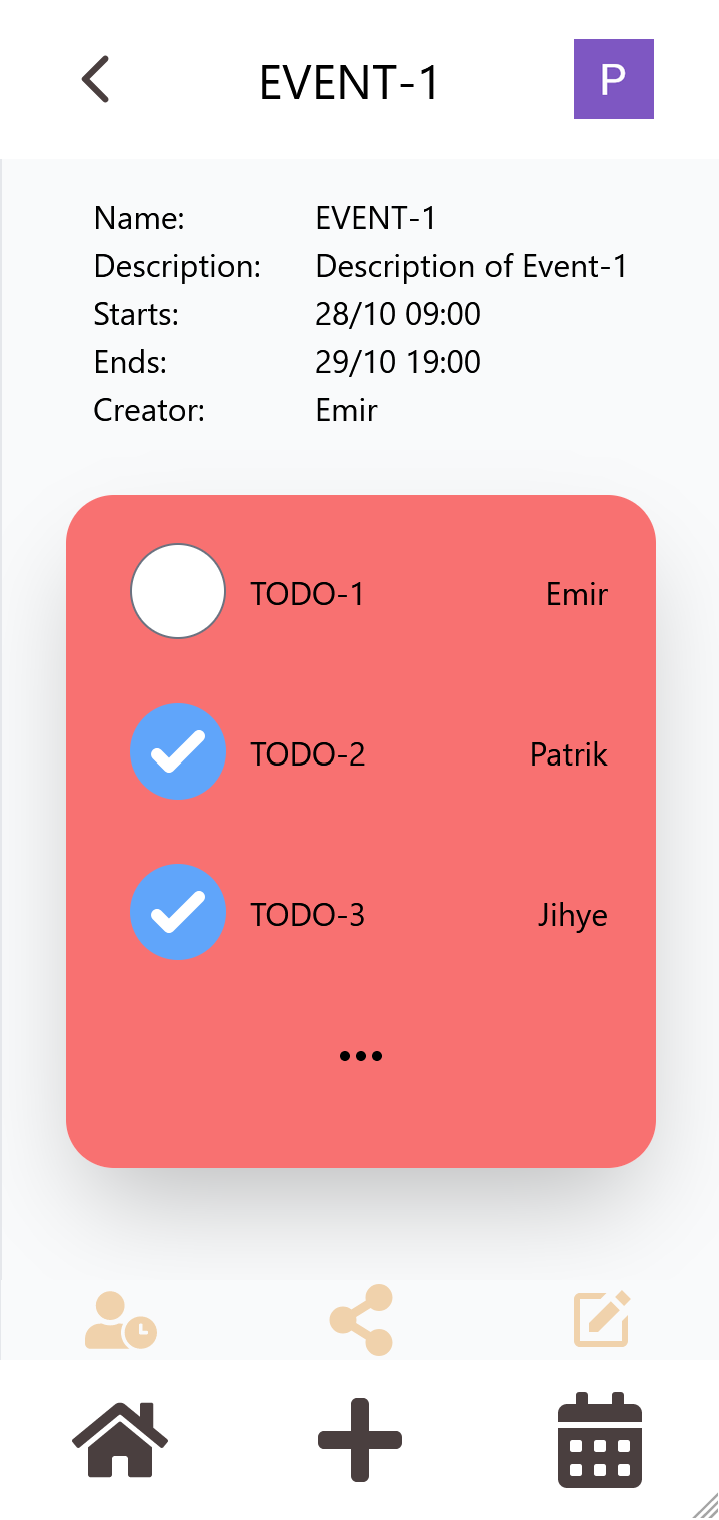 EVENT-1 P
Name: EVENT-1
Description: Description of Event-1
Starts: 28/10 09:00
Ends: 29/10 19:00
Creator: Emir
TODO-1 Emir
TODO-2 Patrik
TODO-3 Jihye
•••